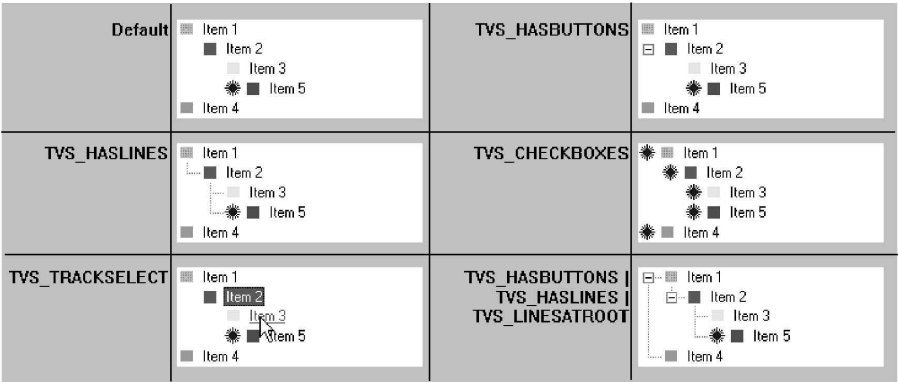 Default
Item 1
Item 2
Item 3
Item 5
Item 4
TVS_HASBUTTONS
Item 1
Item 2
Item 3
Item 5
Item 4
TVS_HASLINES
Item 1
Item 2
Item 3
Item 5
Item 4
TVS_CHECKBOXES
Item 1
Item 2
Item 3
Item 5
Item 4
TVS_TRACKSELECT
Item 1
Item 2
Item 3
Item 5
Item 4
TVS_HASBUTTONS |
TVS_HASLINES |
TVS_LINESATROOT
Item 1
Item 2
Item 3
Item 5
Item 4